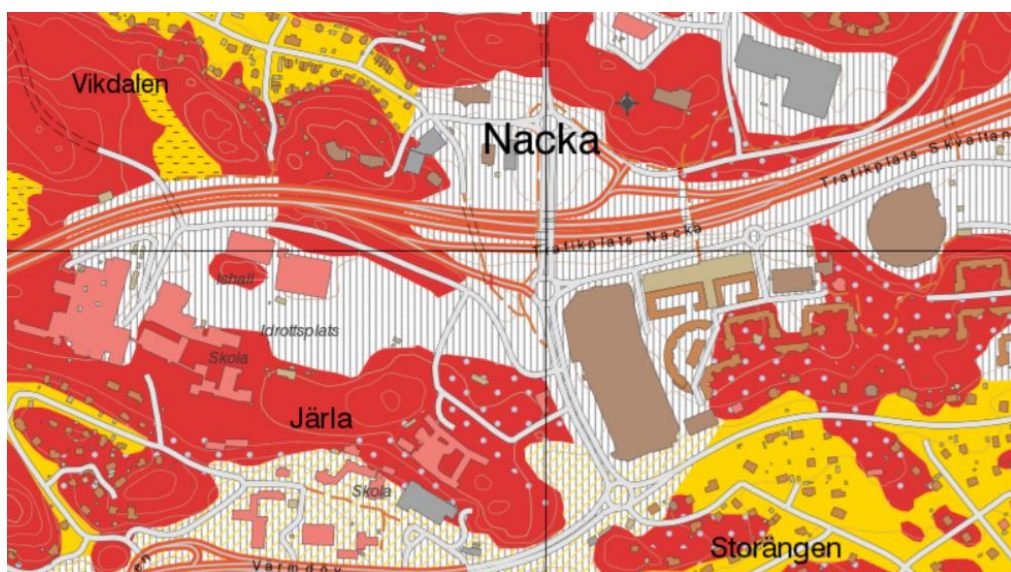 Vikdalen
Nacka
Trafikplats Skvaltan
Trafikplats Nacka
Ishall
Idrottsplats
Skola
Järla
Skola
Storängen